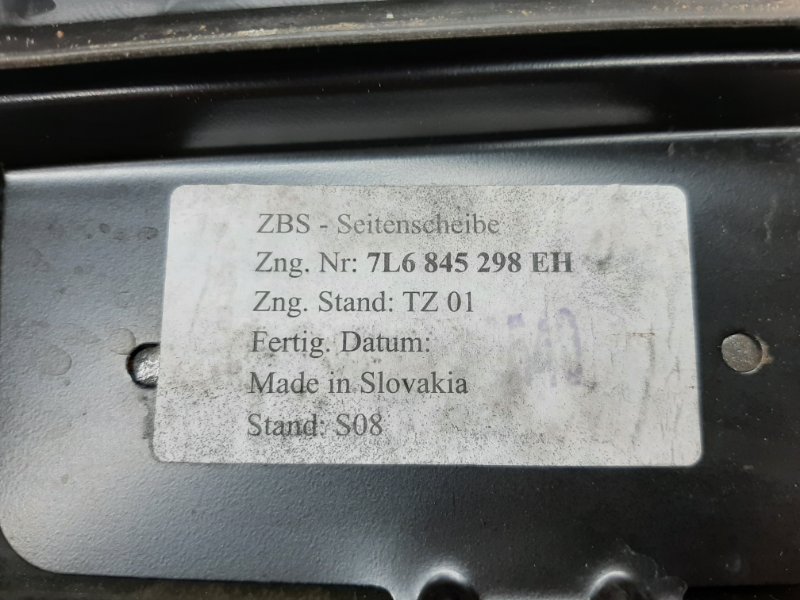 ZBS - Seitenscheibe
Zng. Nr: 7L6 845 298 EH
Zng. Stand: TZ 01
Fertig. Datum:
Made in Slovakia
Stand: S08